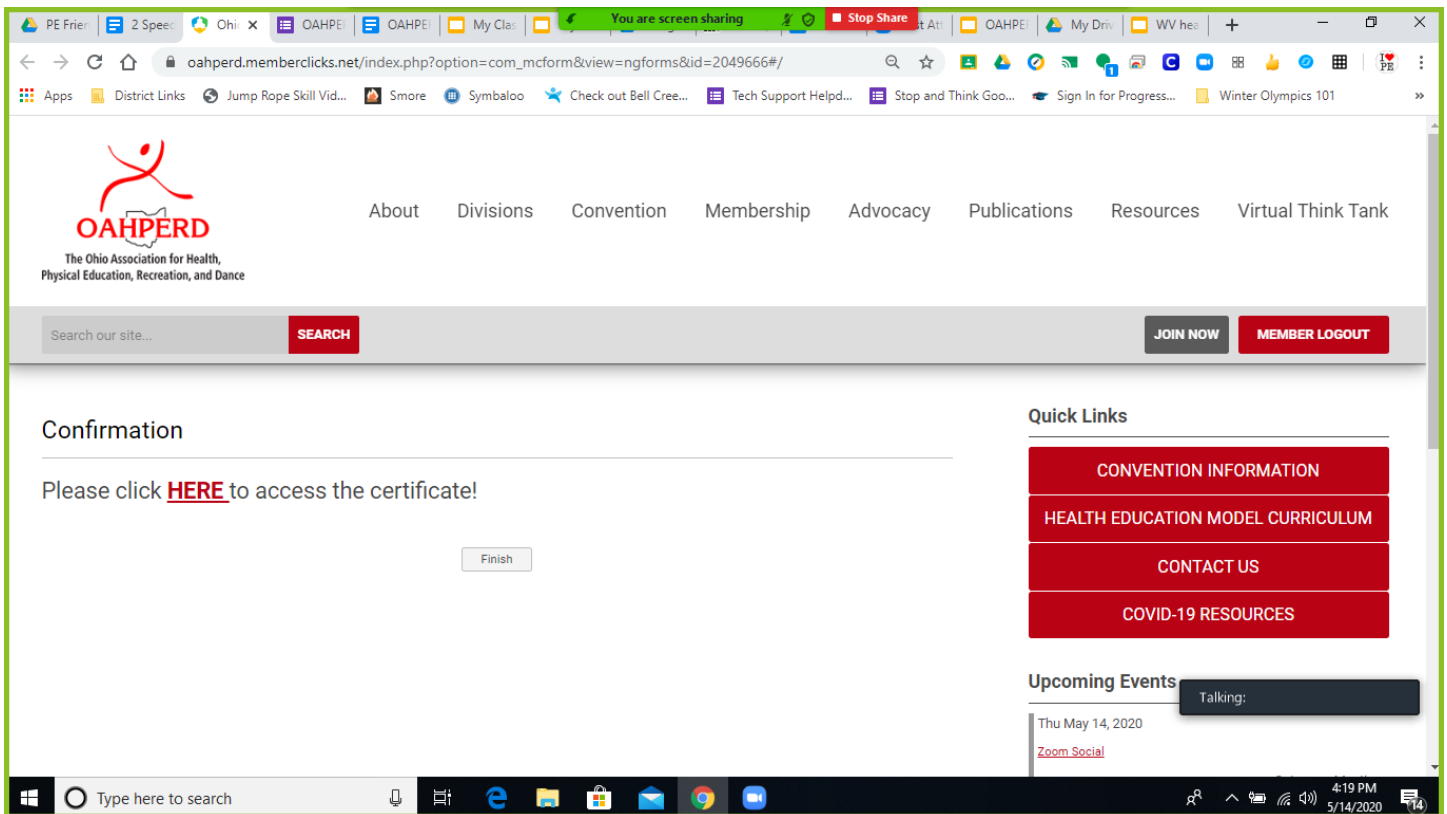 PE Frien
2 Speec
Ohio
OAHPE
OAHPE
My Clas
You are screen sharing
Stop Share
t Att
OAHPE
My Driv
WV hea
oahperd.memberclicks.net/index.php?option=com_mcform&view=ngforms&id=2049666#/
1
I PE
Apps
District Links
Jump Rope Skill Vid...
Smore
Symbaloo
Check out Bell Cree...
Tech Support Helpd...
Stop and Think Goo...
Sign In for Progress...
Winter Olympics 101
»
OAHPERD
The Ohio Association for Health,
Physical Education, Recreation, and Dance
About
Divisions
Convention
Membership
Advocacy
Publications
Resources
Virtual Think Tank
Search our site...
SEARCH
JOIN NOW
MEMBER LOGOUT
Confirmation
Please click HERE to access the certificate!
Finish
Quick Links
CONVENTION INFORMATION
HEALTH EDUCATION MODEL CURRICULUM
CONTACT US
COVID-19 RESOURCES
Upcoming Events
Talking:
Thu May 14, 2020
Zoom Social
Type here to search
4:19 PM
5/14/2020
14